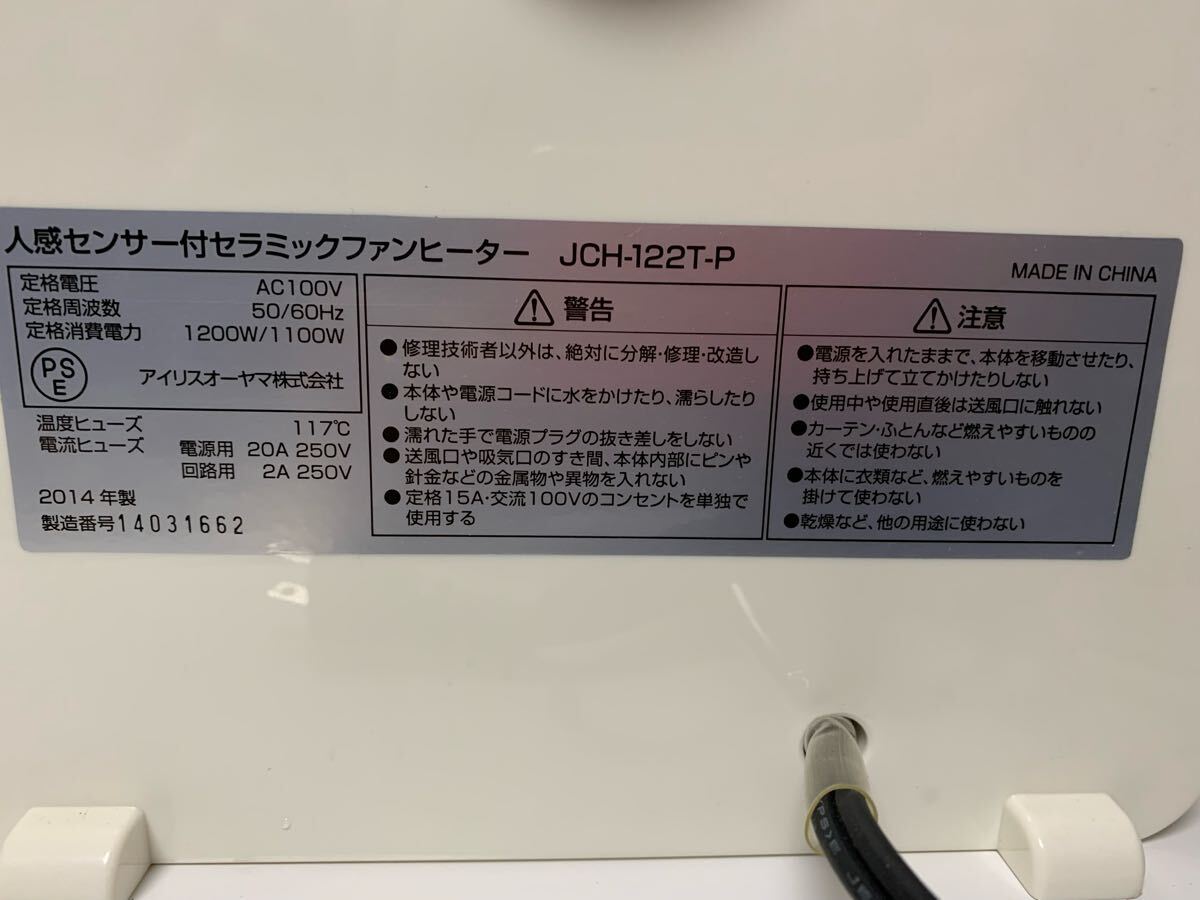 人感センサー付セラミックファンヒーター JCH-122T-P
MADE IN CHINA
定格電圧 AC100V
定格周波数 50/60Hz
定格消費電力 1200W/1100W
PS
E
アイリスオーヤマ株式会社
温度ヒューズ 117℃
電流ヒューズ 電源用 20A 250V
回路用 2A 250V
2014年製
製造番号14031662
警告
●修理技術者以外は、絶対に分解・修理・改造し
ない
●本体や電源コードに水をかけたり、濡らしたり
しない
●濡れた手で電源プラグの抜き差しをしない
●送風口や吸気口のすき間、本体内部にピンや
針金などの金属物や異物を入れない
●定格15A・交流100Vのコンセントを単独で
使用する
注意
●電源を入れたままで、本体を移動させたり、
持ち上げて立てかけたりしない
●使用中や使用直後は送風口に触れない
●カーテン・ふとんなど燃えやすいものの
近くでは使わない
●本体に衣類など、燃えやすいものを
掛けて使わない
●乾燥など、他の用途に使わない